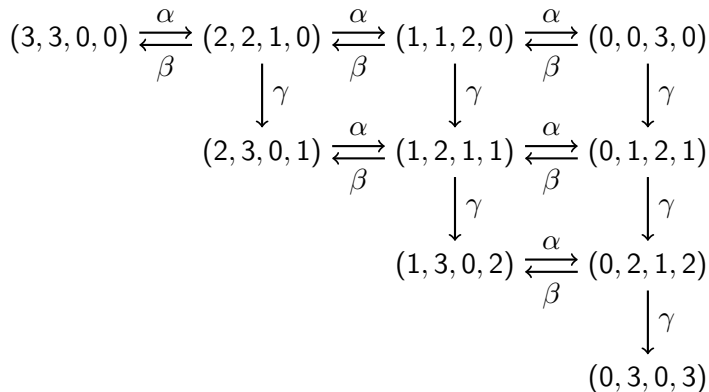 α α α
(3,3,0,0) (2,2,1,0) (1,1,2,0) (0,0,3,0)
β β β
γ γ γ
α α
(2,3,0,1) (1,2,1,1) (0,1,2,1)
β β
γ γ
α
(1,3,0,2) (0,2,1,2)
β
γ
(0,3,0,3)